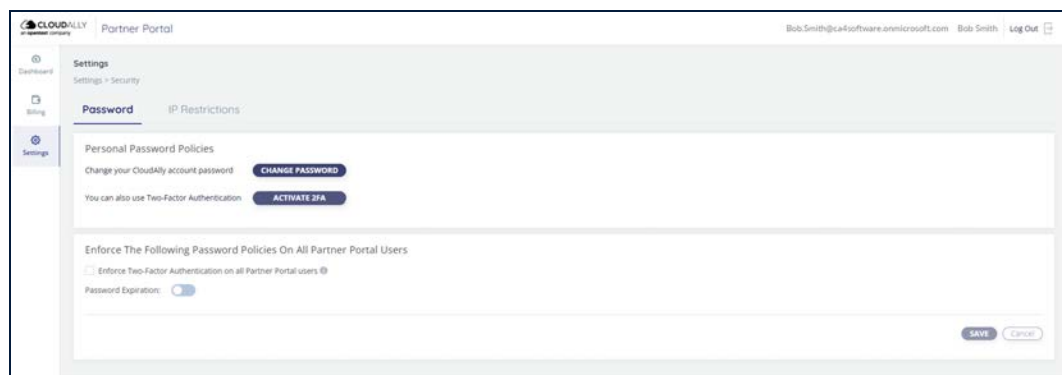 CLOUDALLY
an opentext company
Partner Portal
Bob.Smith@ca4software.onmicrosoft.com Bob Smith Log Out
Dashboard
Billing
Settings
Settings
Settings > Security
Password IP Restrictions
Personal Password Policies
Change your CloudAlly account password CHANGE PASSWORD
You can also use Two-Factor Authentication ACTIVATE 2FA
Enforce The Following Password Policies On All Partner Portal Users
Enforce Two-Factor Authentication on all Partner Portal users
Password Expiration:
SAVE Cancel